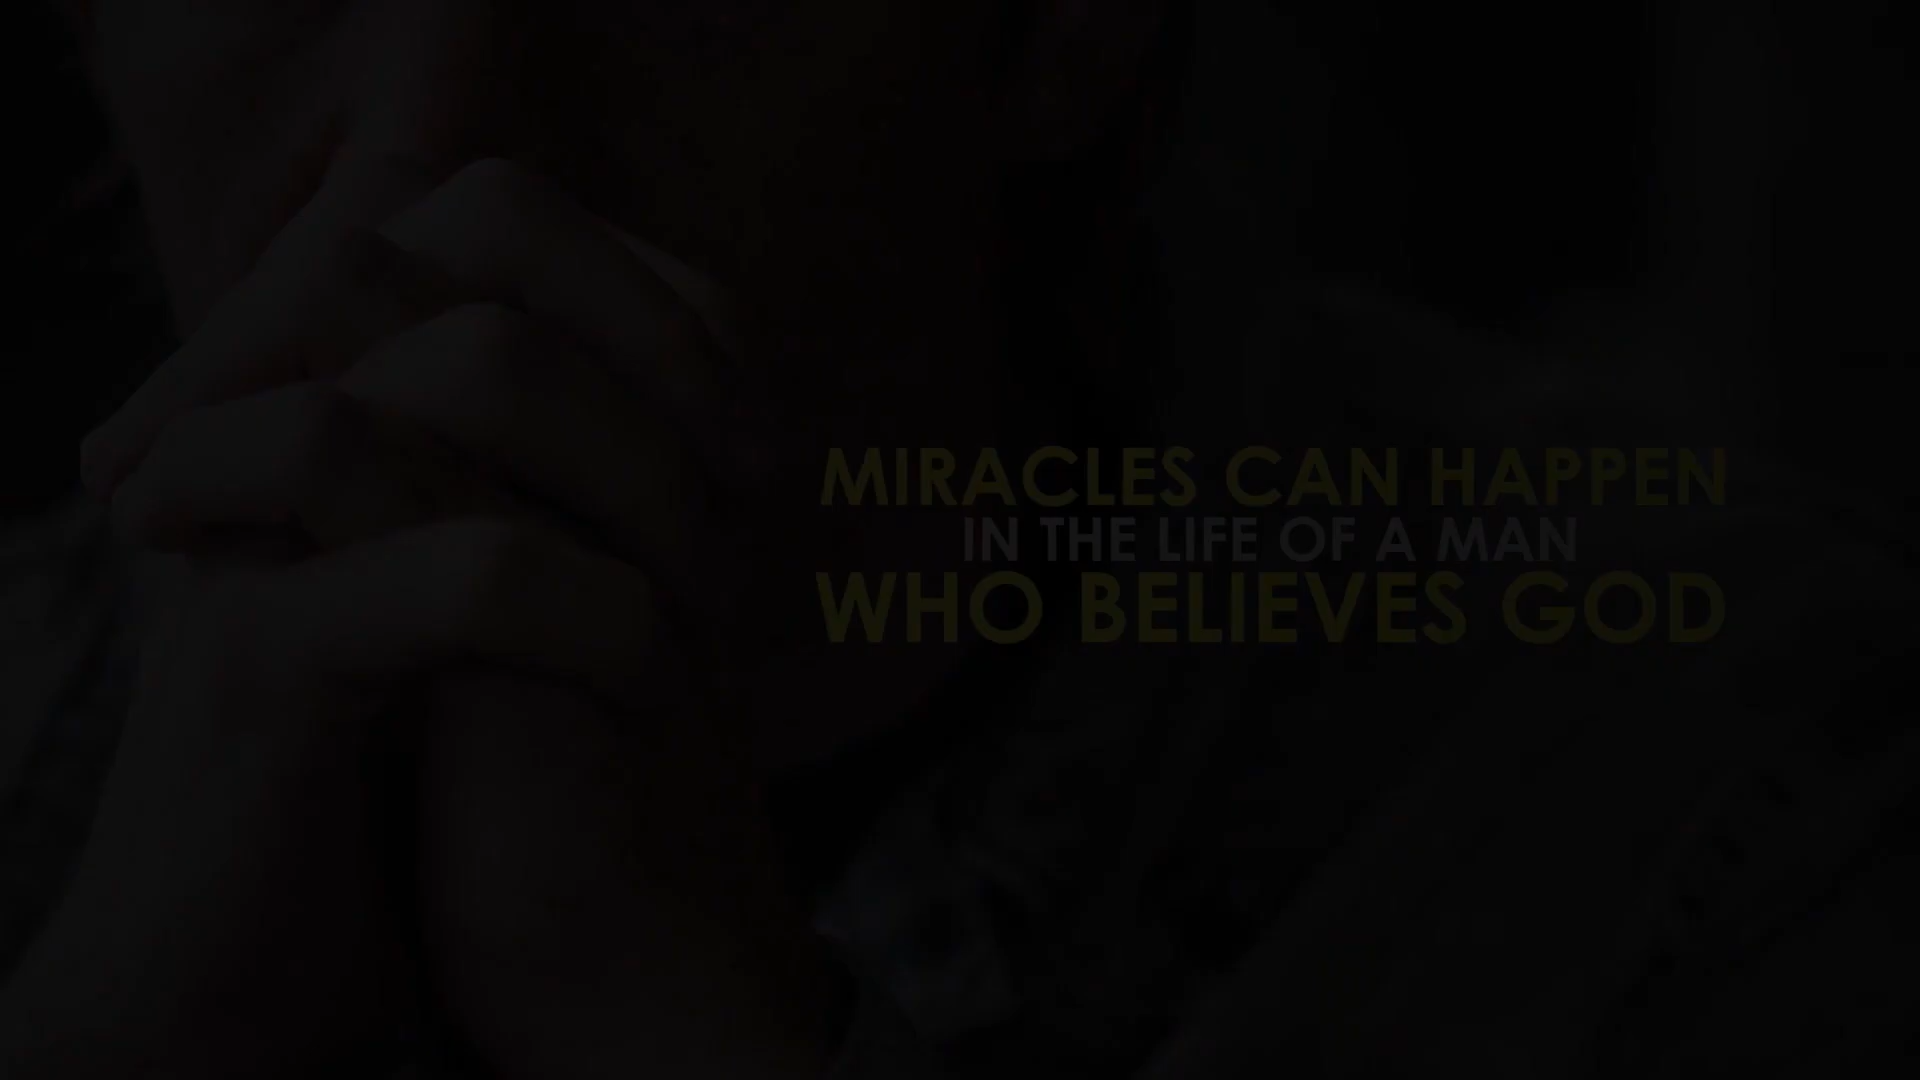 MIRACLES CAN HAPPEN
IN THE LIFE OF A MAN
WHO BELIEVES GOD